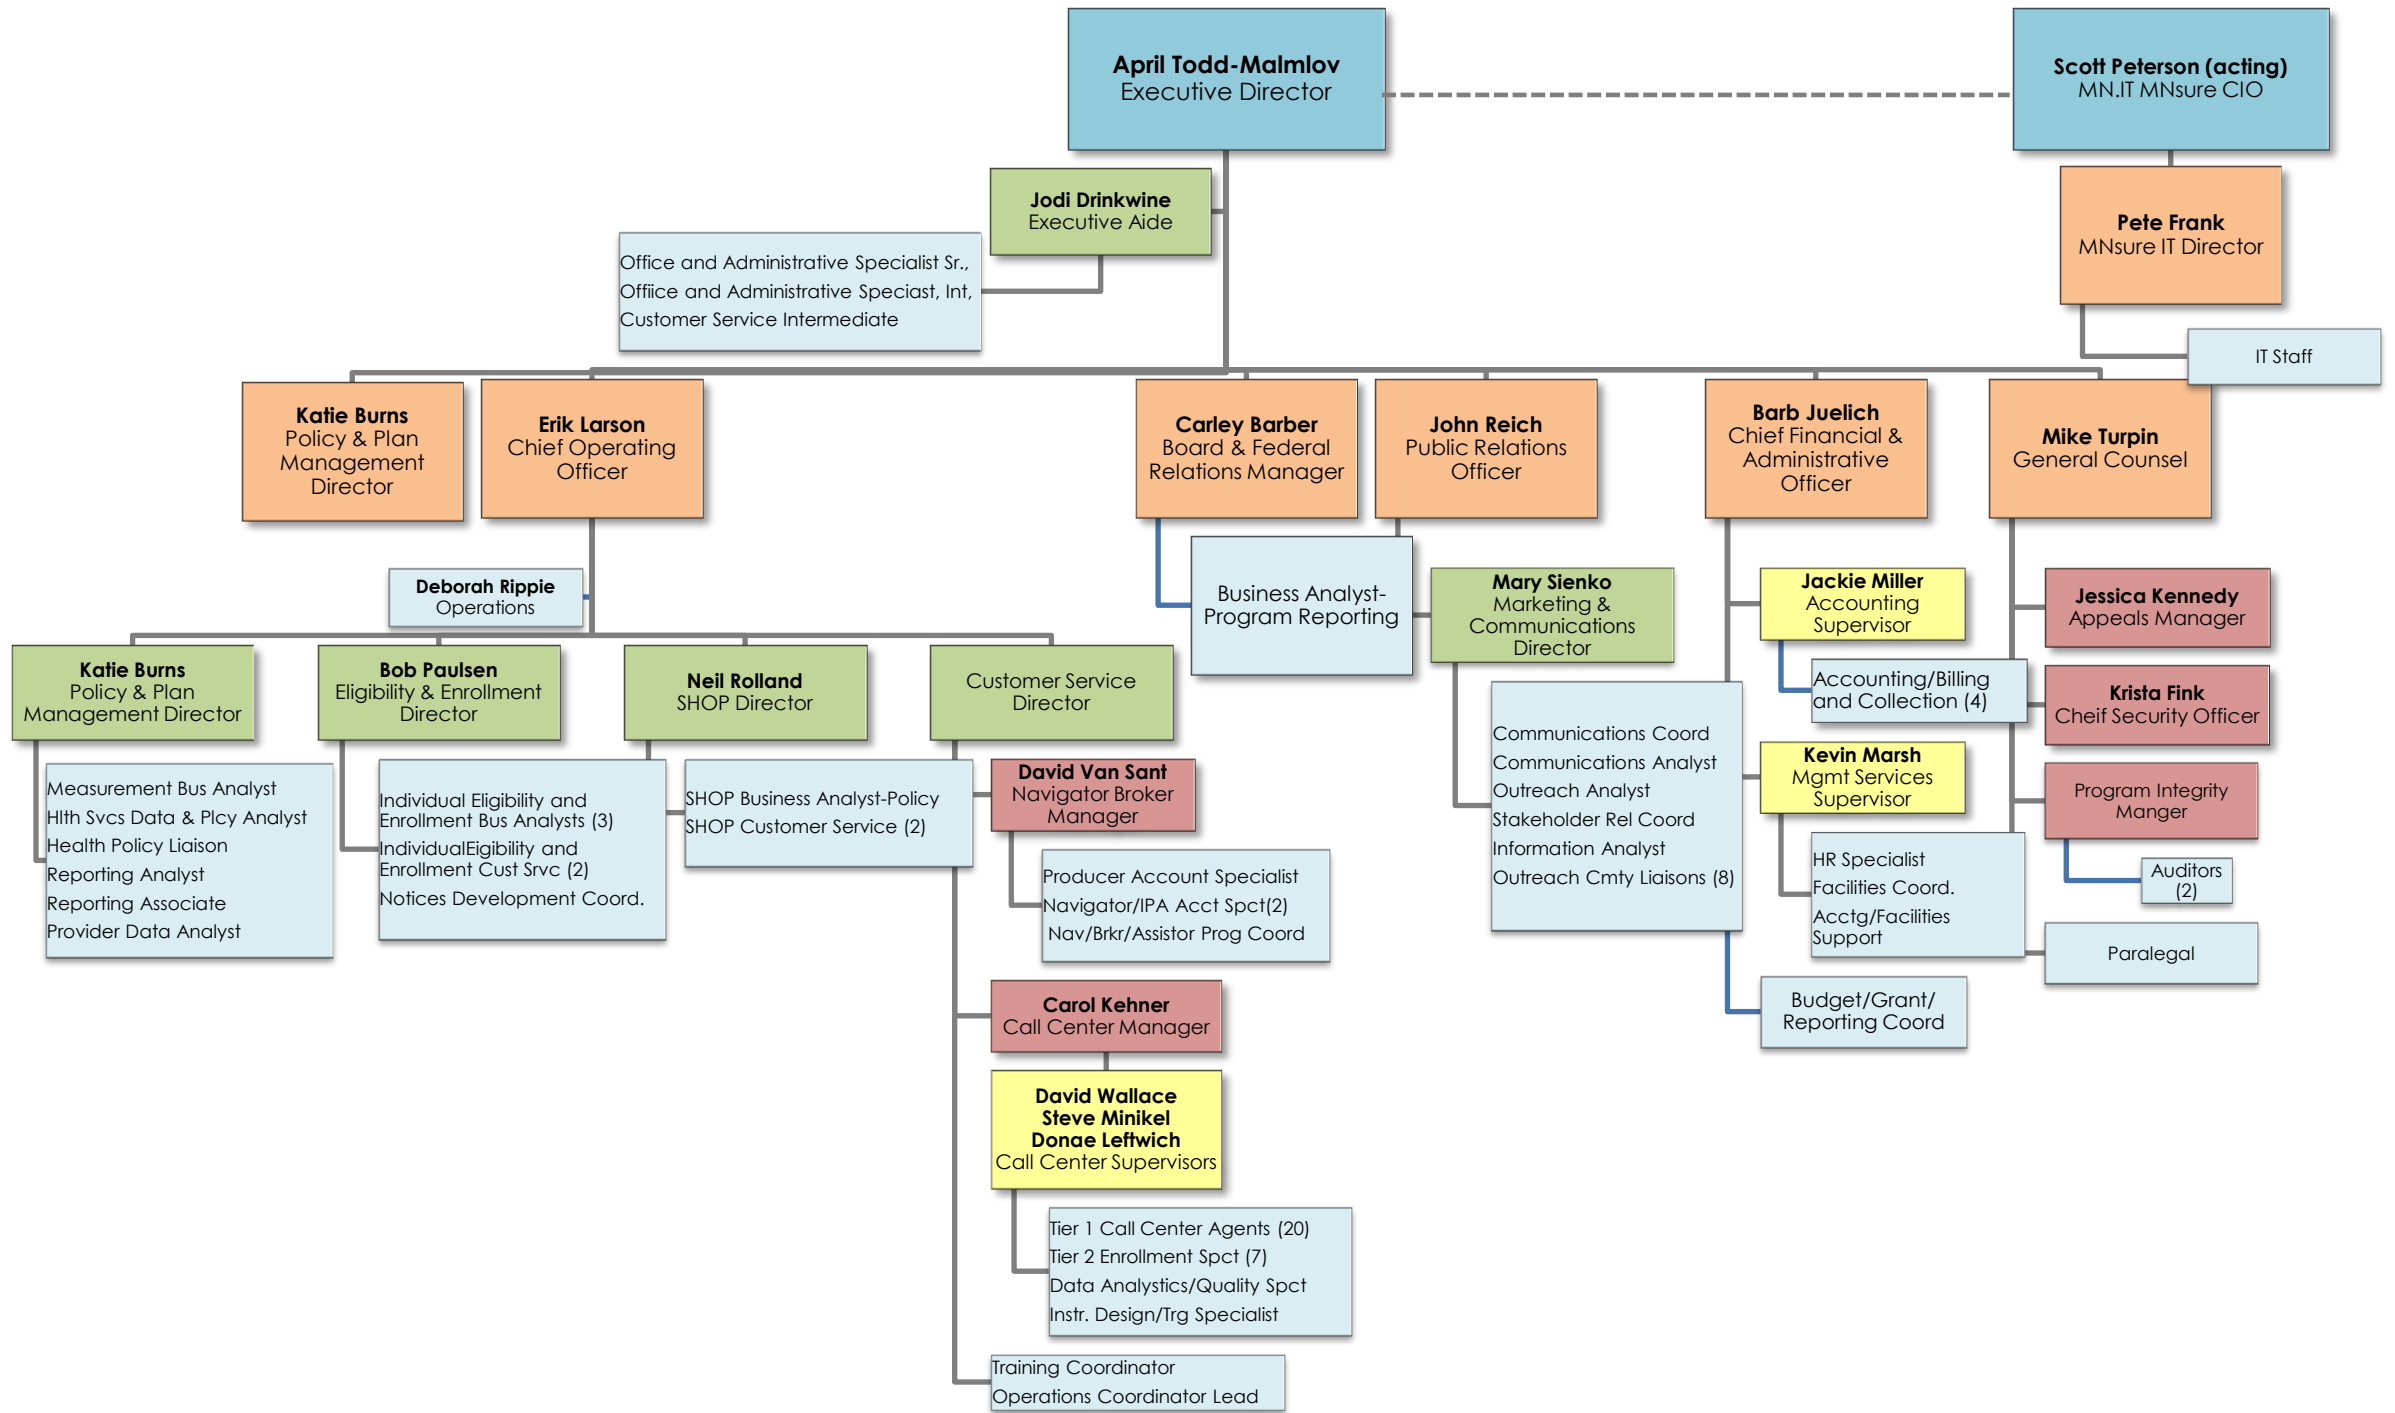 April Todd-Malmlov
Executive Director
Scott Peterson (acting)
MN.IT MNsure CIO
Jodi Drinkwine
Executive Aide
Pete Frank
MNsure IT Director
Office and Administrative Specialist Sr.,
Offiice and Administrative Speciast, Int,
Customer Service Intermediate
IT Staff
Katie Burns
Policy & Plan
Management
Director
Erik Larson
Chief Operating
Officer
Carley Barber
Board & Federal
Relations Manager
John Reich
Public Relations
Officer
Barb Juelich
Chief Financial &
Administrative
Officer
Mike Turpin
General Counsel
Deborah Rippie
Operations
Business Analyst-
Program Reporting
Mary Sienko
Marketing &
Communications
Director
Jackie Miller
Accounting
Supervisor
Jessica Kennedy
Appeals Manager
Katie Burns
Policy & Plan
Management Director
Bob Paulsen
Eligibility & Enrollment
Director
Neil Rolland
SHOP Director
Customer Service
Director
Accounting/Billing
and Collection (4)
Krista Fink
Cheif Security Officer
Measurement Bus Analyst
Hlth Svcs Data & Plcy Analyst
Health Policy Liaison
Reporting Analyst
Reporting Associate
Provider Data Analyst
Individual Eligibility and
Enrollment Bus Analysts (3)
IndividualEigibility and
Enrollment Cust Srvc (2)
Notices Development Coord.
SHOP Business Analyst-Policy
SHOP Customer Service (2)
David Van Sant
Navigator Broker
Manager
Producer Account Specialist
Navigator/IPA Acct Spct(2)
Nav/Brkr/Assistor Prog Coord
Communications Coord
Communications Analyst
Outreach Analyst
Stakeholder Rel Coord
Information Analyst
Outreach Cmty Liaisons (8)
Kevin Marsh
Mgmt Services
Supervisor
Program Integrity
Manger
HR Specialist
Facilities Coord.
Acctg/Facilities
Support
Auditors
(2)
Paralegal
Budget/Grant/
Reporting Coord
Carol Kehner
Call Center Manager
David Wallace
Steve Minikel
Donae Leftwich
Call Center Supervisors
Tier 1 Call Center Agents (20)
Tier 2 Enrollment Spct (7)
Data Analystics/Quality Spct
Instr. Design/Trg Specialist
Training Coordinator
Operations Coordinator Lead